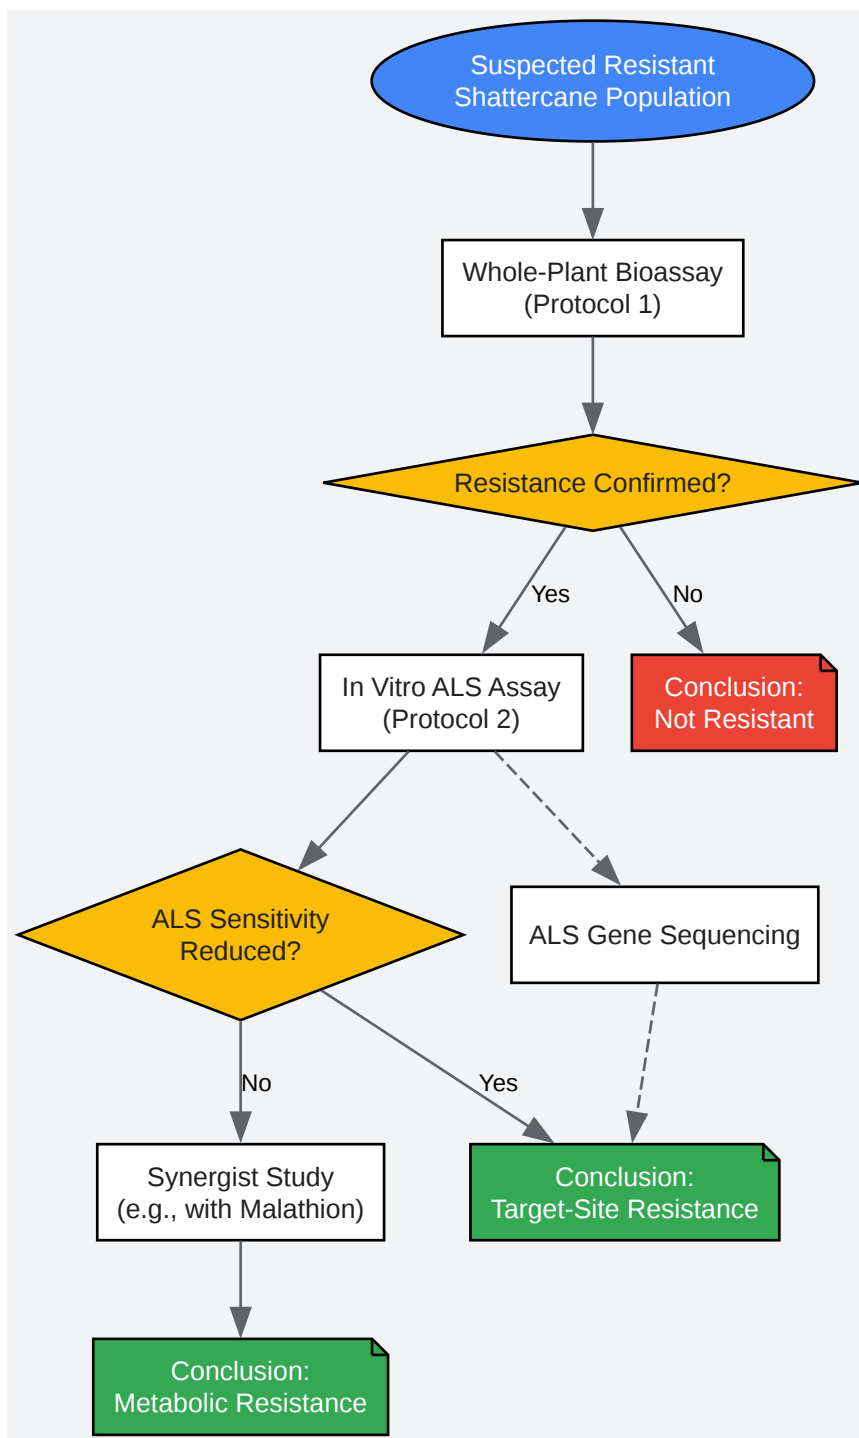 Suspected Resistant
Shattercane Population
Whole-Plant Bioassay
(Protocol 1)
Resistance Confirmed?
Yes
No
In Vitro ALS Assay
(Protocol 2)
Conclusion:
Not Resistant
ALS Sensitivity
Reduced?
ALS Gene Sequencing
No
Yes
Synergist Study
(e.g., with Malathion)
Conclusion:
Target-Site Resistance
Conclusion:
Metabolic Resistance